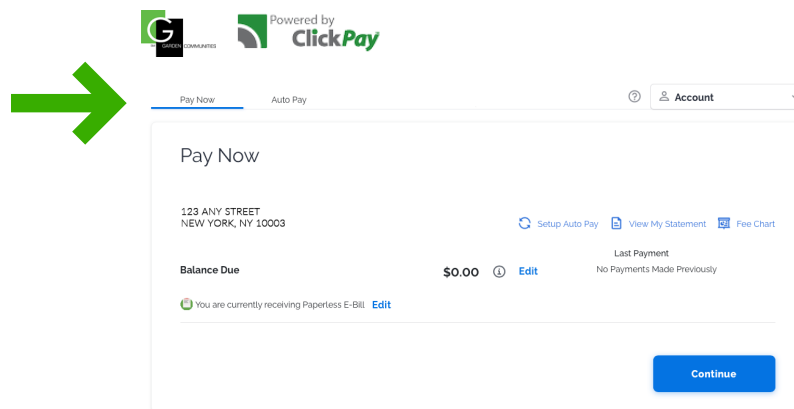 G
GARDEN COMMUNITIES
Powered by
ClickPay
Pay Now
Auto Pay
?
Account
Pay Now
123 ANY STREET
NEW YORK, NY 10003
Setup Auto Pay
View My Statement
Fee Chart
Last Payment
Balance Due
$0.00
Edit
No Payments Made Previously
You are currently receiving Paperless E-Bill Edit
Continue